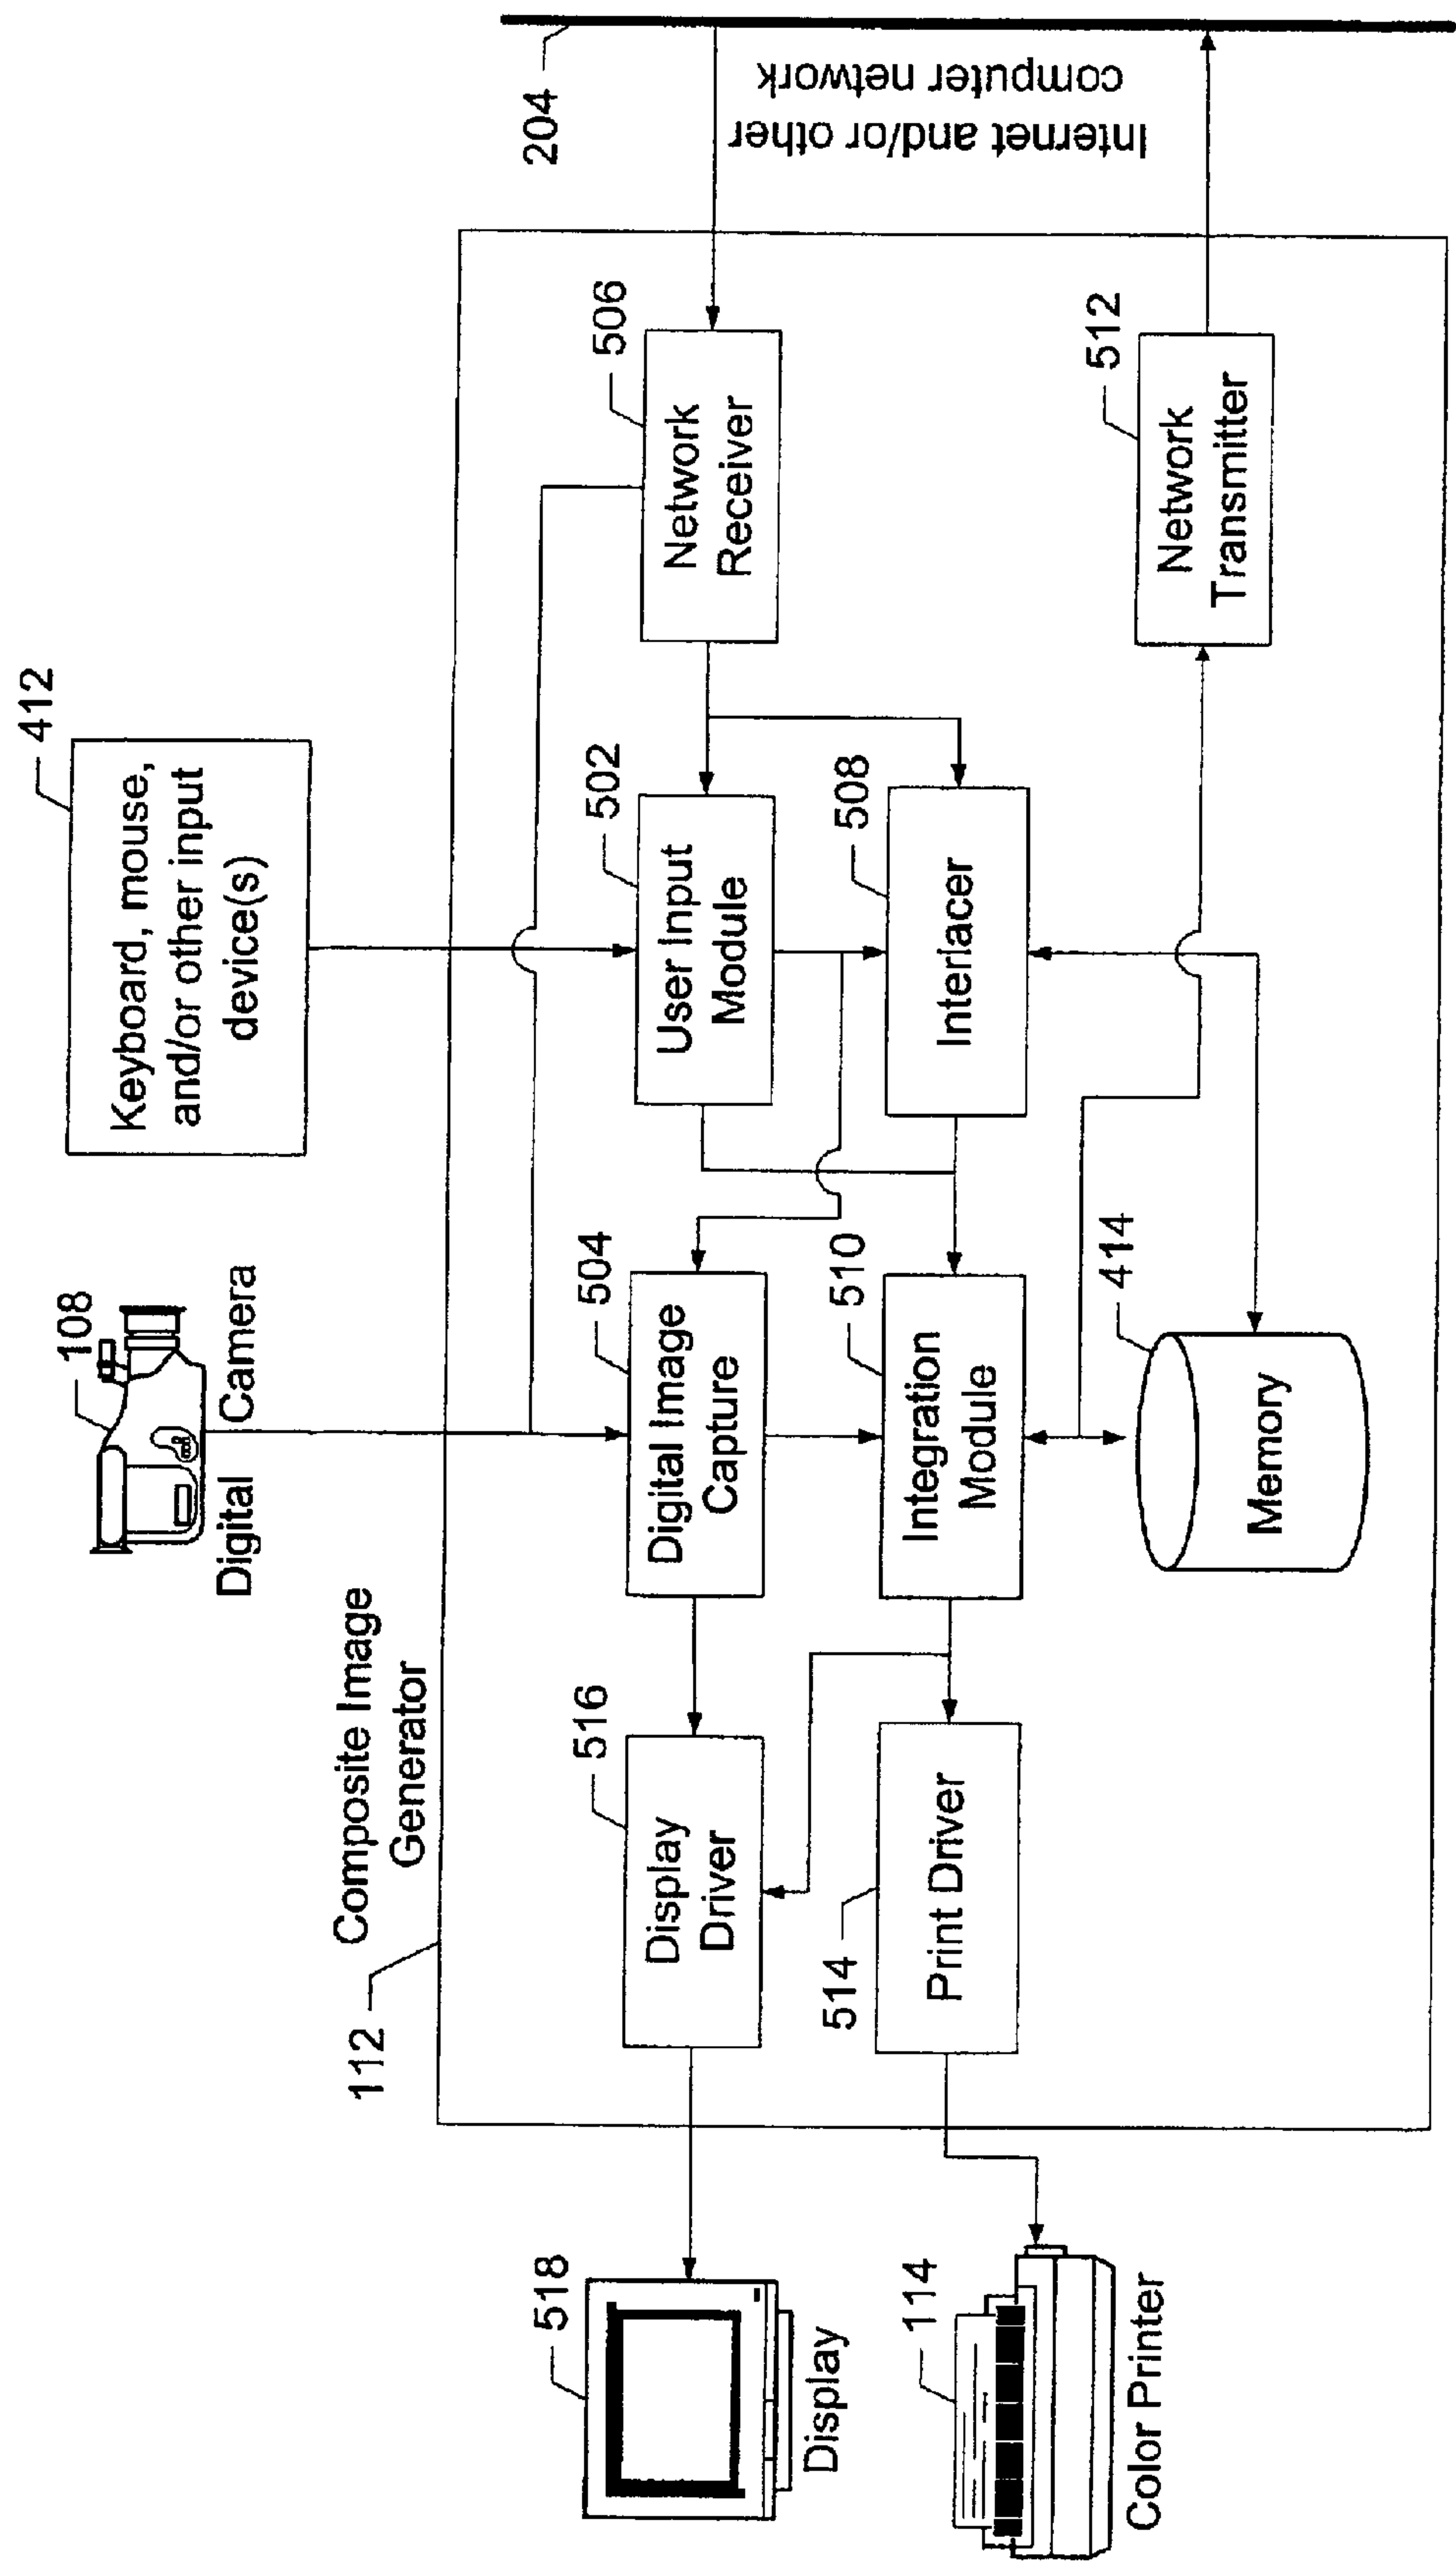 108
Digital Camera
412
Keyboard, mouse,
and/or other input
device(s)
204
Internet and/or other
computer network
112
Composite Image
Generator
518
Display
516
Display
Driver
504
Digital Image
Capture
502
User Input
Module
506
Network
Receiver
114
Color Printer
514
Print Driver
510
Integration
Module
508
Interlacer
414
Memory
512
Network
Transmitter